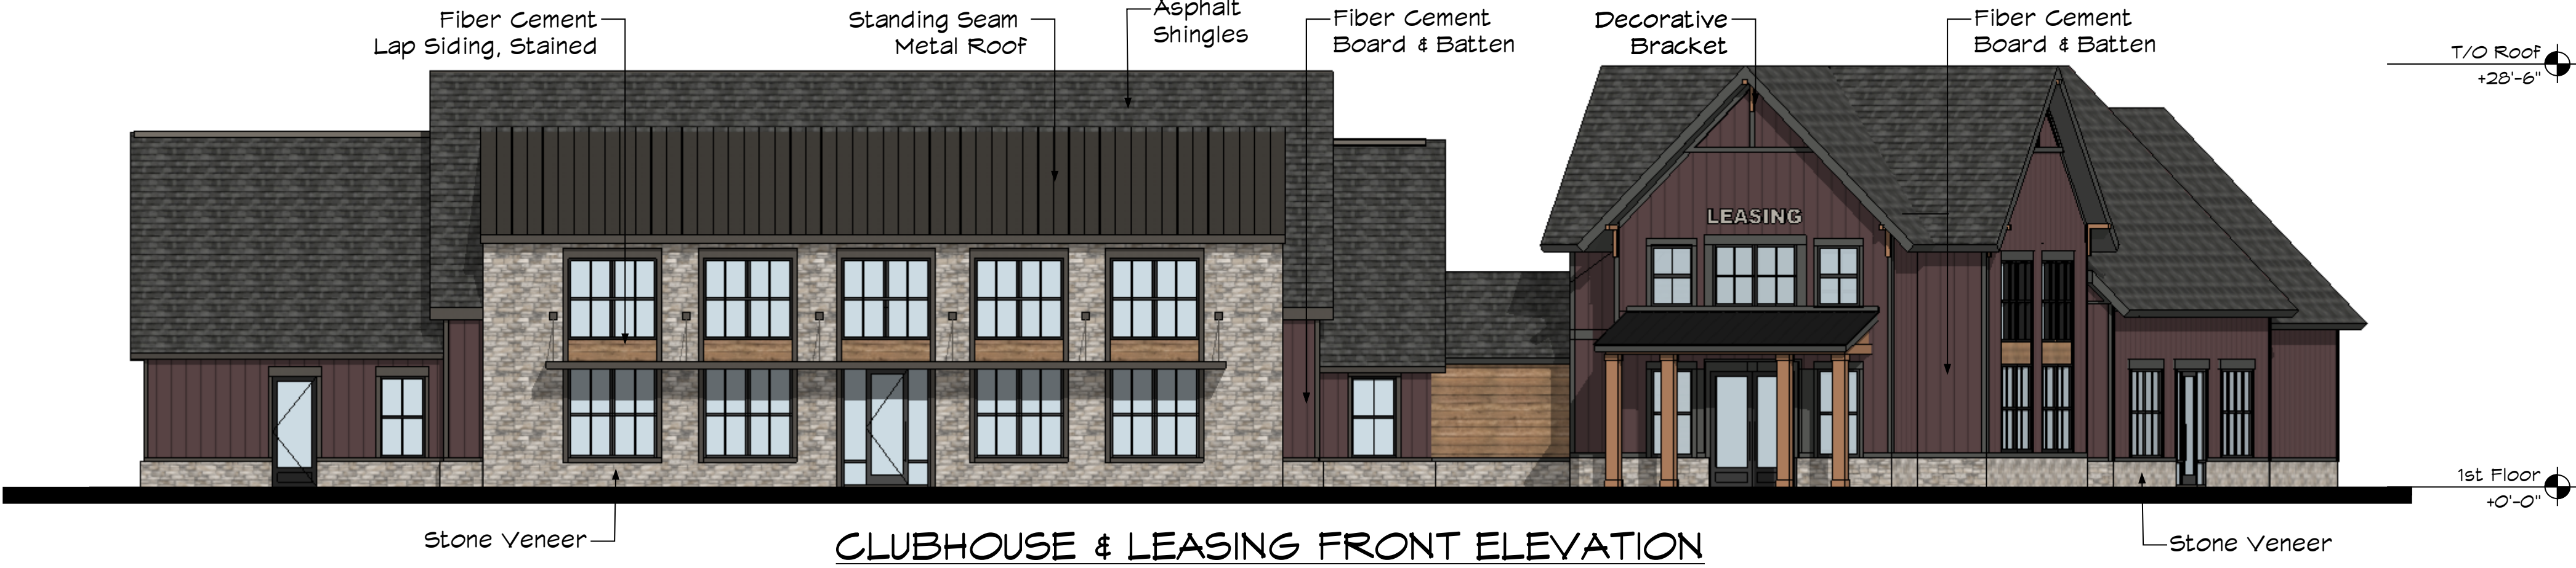 Fiber Cement
Lap Siding, Stained
Standing Seam
Metal Roof
Asphalt
Shingles
Fiber Cement
Board & Batten
Decorative
Bracket
Fiber Cement
Board & Batten
T/O Roof
+28'-6"
LEASING
1st Floor
+0'-0"
Stone Veneer
CLUBHOUSE & LEASING FRONT ELEVATION
Stone Veneer